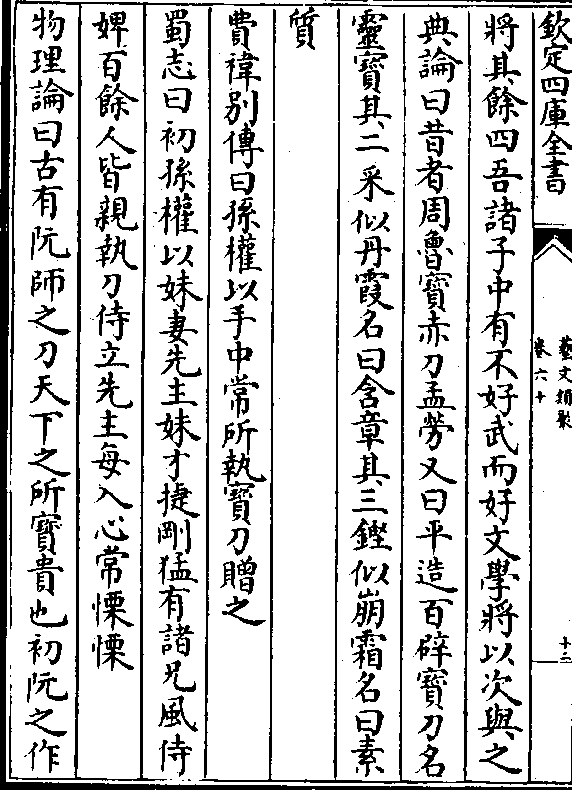 欽定四庫全書
藝文類聚
卷六十
十二
將其餘四吾諸子中有不好武而好文學將以次與之
典論曰昔者周魯寶赤刀孟勞又曰平造百辟寶刀名
靈寶其二采似丹霞名曰含章其三鏗似崩霜名曰素
質
費禕别傳曰孫權以手中常所執寶刀贈之
蜀志曰初孫權以妹妻先主妹才捷剛猛有諸兄風侍
婢百餘人皆親執刀侍立先主每入心常慄慄
物理論曰古有阮師之刀天下之所寶貴也初阮之作